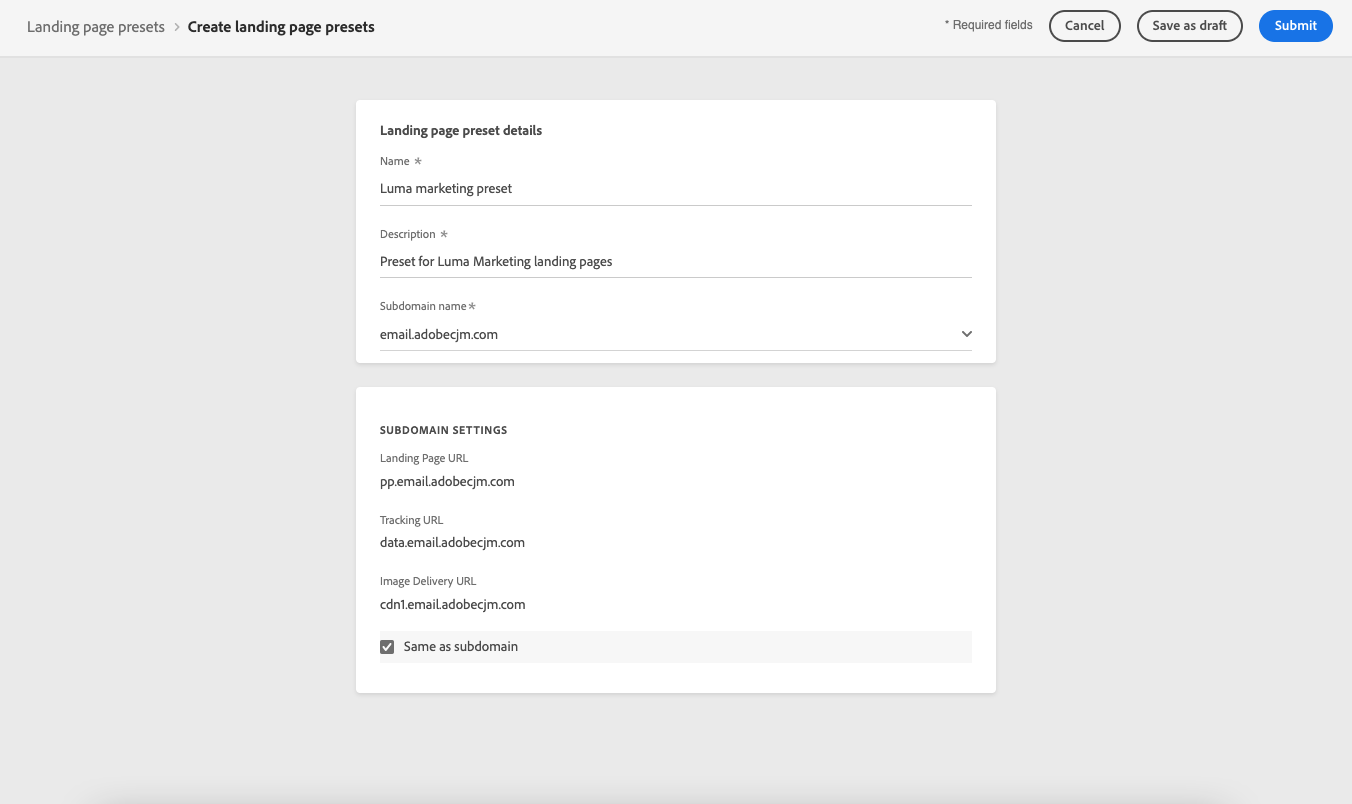 Landing page presets > Create landing page presets
* Required fields
Cancel
Save as draft
Submit
Landing page preset details
Name *
Luma marketing preset
Description *
Preset for Luma Marketing landing pages
Subdomain name*
email.adobecjm.com
SUBDOMAIN SETTINGS
Landing Page URL
pp.email.adobecjm.com
Tracking URL
data.email.adobecjm.com
Image Delivery URL
cdn1.email.adobecjm.com
Same as subdomain